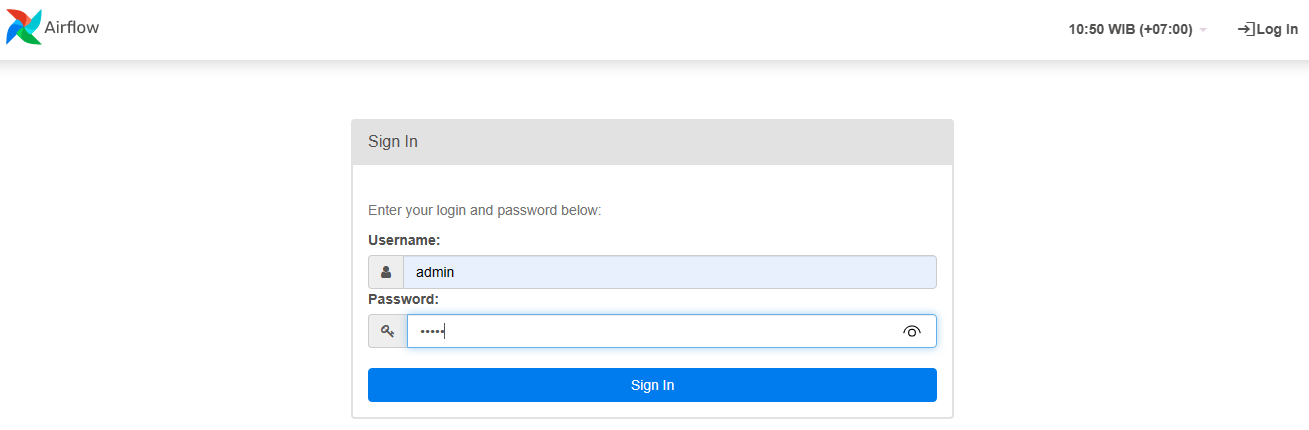 Airflow
10:50 WIB (+07:00)
Log In
Sign In
Enter your login and password below:
Username:
admin
Password:
•••••
Sign In